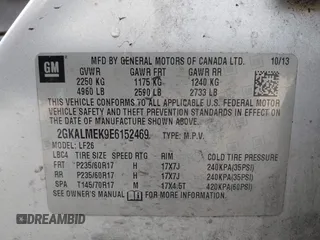 GM
MFD BY GENERAL MOTORS OF CANADA LTD. 10/13
GVWR GAWR FRT GAWR RR
2250 KG 1175 KG 1240 KG
4960 LB 2590 LB 2733 LB
THIS VEHICLE CONFORMS TO ALL APPLICABLE U.S. FEDERAL
MOTOR VEHICLE SAFETY, BUMPER, AND THEFT PREVENTION
STANDARDS IN EFFECT ON THE DATE OF MANUFACTURE SHOWN ABOVE.
2GKALMEK9E6152469 TYPE: M.P.V.
MODEL: LF26
LBC4 TIRE SIZE SPEED RTG RIM COLD TIRE PRESSURE
FRT P235/60R17 H 17X7J 240KPA(35PSI)
RR P235/60R17 H 17X7J 240KPA(35PSI)
SPA T145/70R17 M 17X4.5T 420KPA(60PSI)
SEE OWNER'S MANUAL FOR MORE INFORMATION.
AUTOBIDMASTER